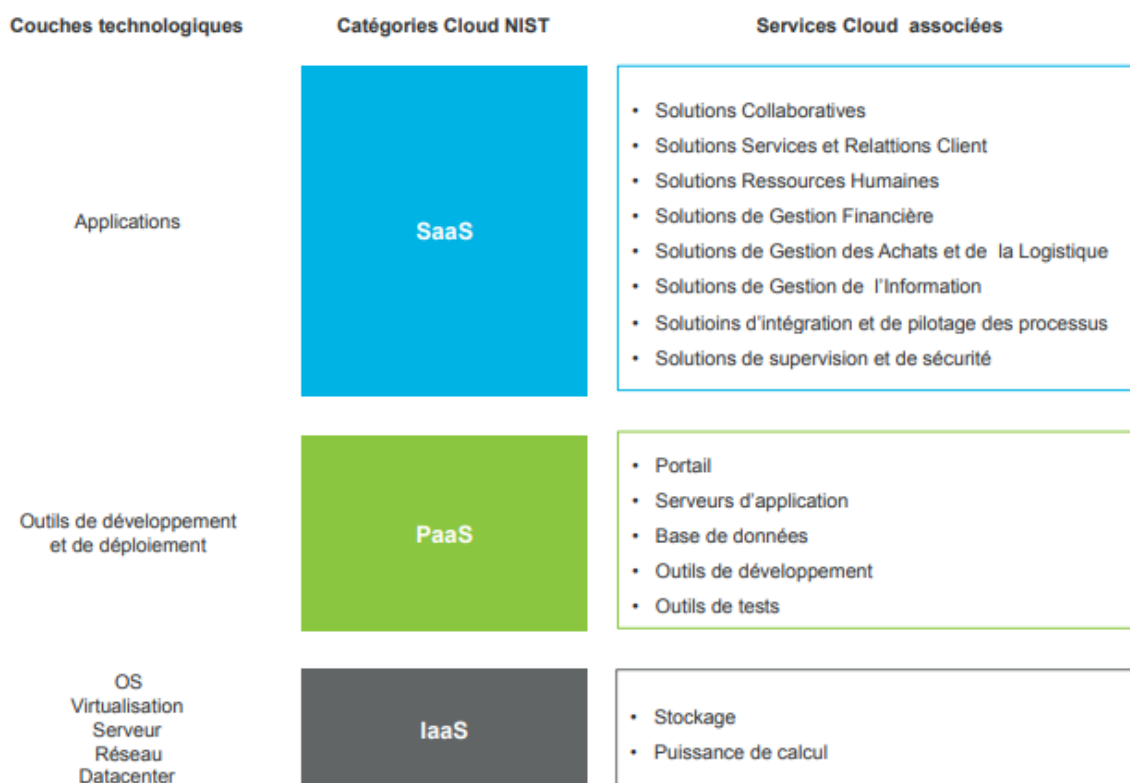 Couches technologiques
Catégories Cloud NIST
Services Cloud associées
Applications
SaaS
• Solutions Collaboratives
• Solutions Services et Relattions Client
• Solutions Ressources Humaines
• Solutions de Gestion Financière
• Solutions de Gestion des Achats et de la Logistique
• Solutions de Gestion de l’Information
• Solutioins d’intégration et de pilotage des processus
• Solutions de supervision et de sécurité
Outils de développement
et de déploiement
PaaS
• Portail
• Serveurs d’application
• Base de données
• Outils de développement
• Outils de tests
OS
Virtualisation
Serveur
Réseau
Datacenter
IaaS
• Stockage
• Puissance de calcul